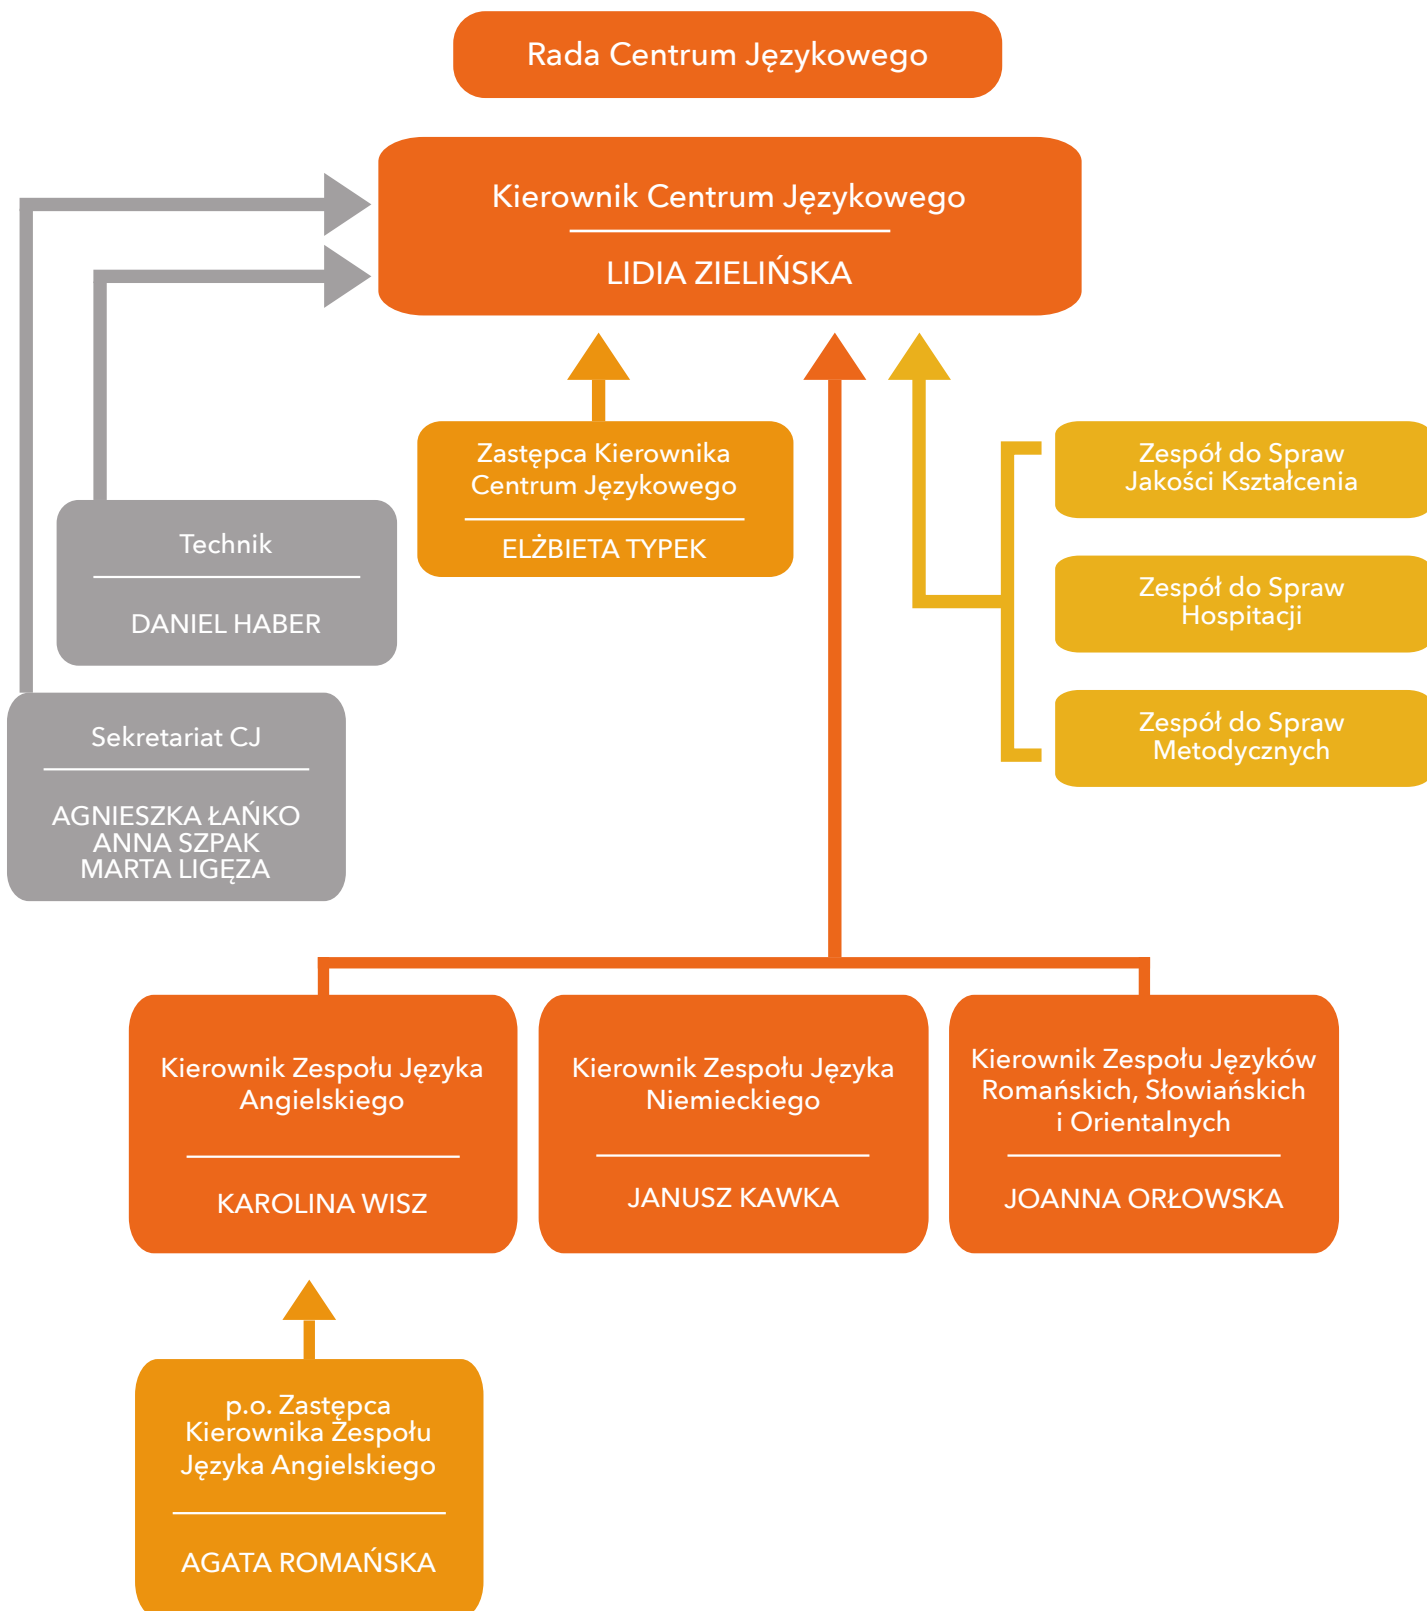 Rada Centrum Językowego
Kierownik Centrum Językowego
LIDIA ZIELIŃSKA
Zastępca Kierownika
Centrum Językowego
ELŻBIETA TYPEK
Zespół do Spraw
Jakości Kształcenia
Zespół do Spraw
Hospitacji
Zespół do Spraw
Metodycznych
Technik
DANIEL HABER
Sekretariat CJ
AGNIESZKA ŁAŃKO
ANNA SZPAK
MARTA LIGĘZA
Kierownik Zespołu Języka
Angielskiego
KAROLINA WISZ
Kierownik Zespołu Języka
Niemieckiego
JANUSZ KAWKA
Kierownik Zespołu Języków
Romańskich, Słowiańskich
i Orientalnych
JOANNA ORŁOWSKA
p.o. Zastępca
Kierownika Zespołu
Języka Angielskiego
AGATA ROMAŃSKA